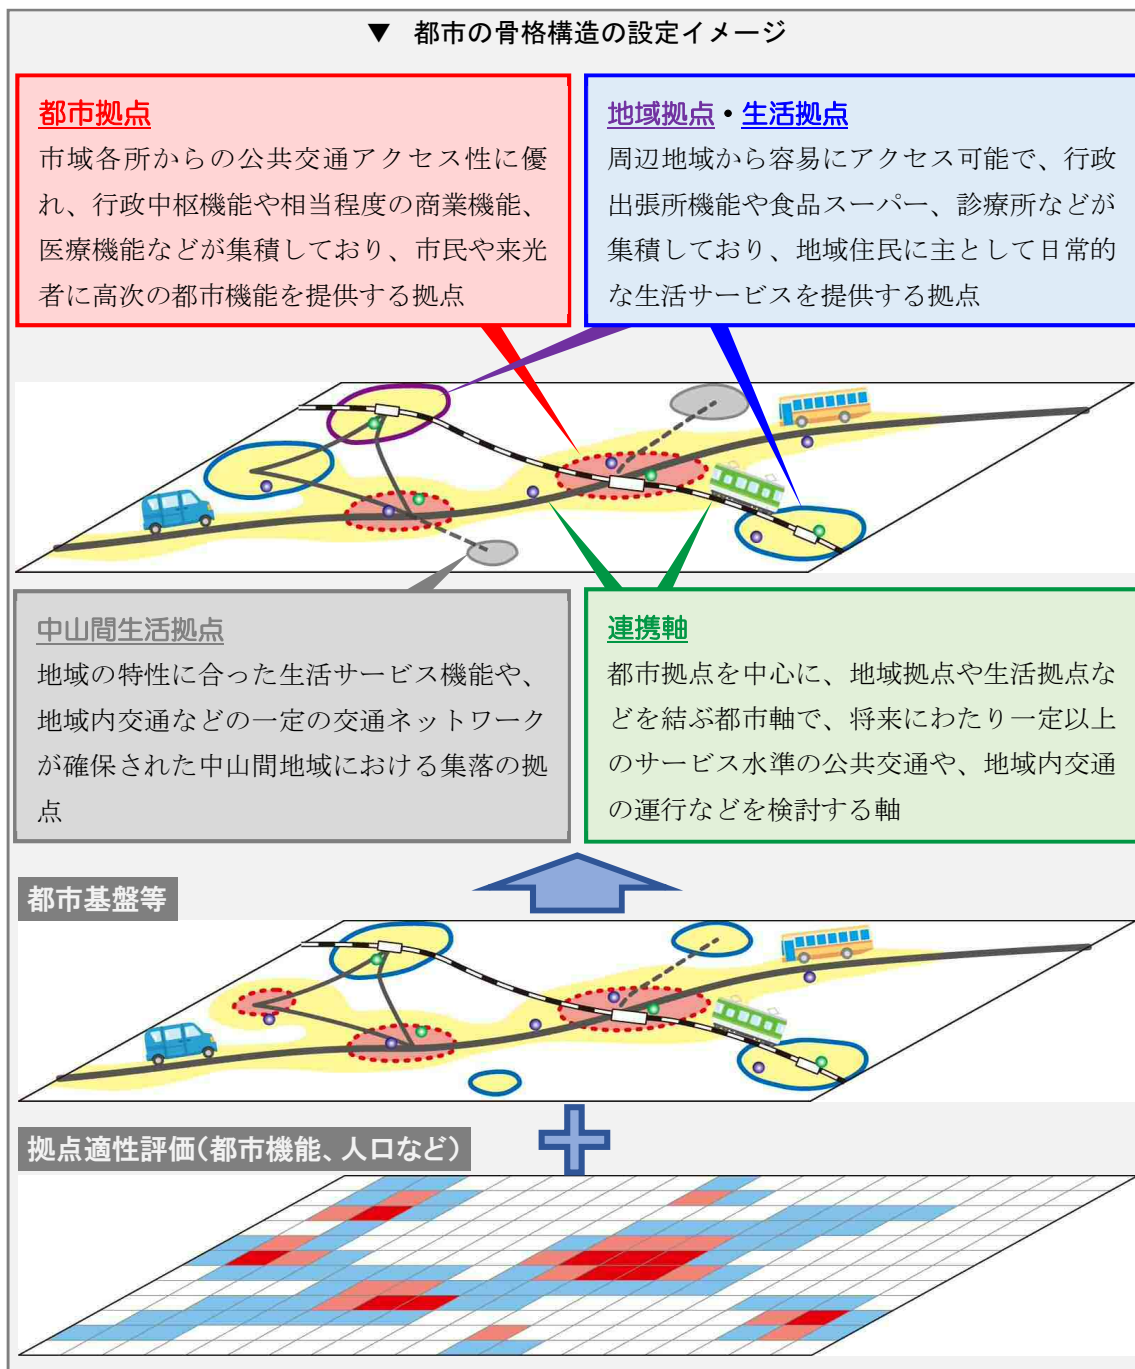 ▼ 都市の骨格構造の設定イメージ
都市拠点
市域各所からの公共交通アクセス性に優
れ、行政中枢機能や相当程度の商業機能、
医療機能などが集積しており、市民や来光
者に高次の都市機能を提供する拠点
地域拠点・生活拠点
周辺地域から容易にアクセス可能で、行政
出張所機能や食品スーパー、診療所などが
集積しており、地域住民に主として日常的
な生活サービスを提供する拠点
中山間生活拠点
地域の特性に合った生活サービス機能や、
地域内交通などの一定の交通ネットワーク
が確保された中山間地域における集落の拠
点
連携軸
都市拠点を中心に、地域拠点や生活拠点な
どを結ぶ都市軸で、将来にわたり一定以上
のサービス水準の公共交通や、地域内交通
の運行などを検討する軸
都市基盤等
拠点適性評価(都市機能、人口など)